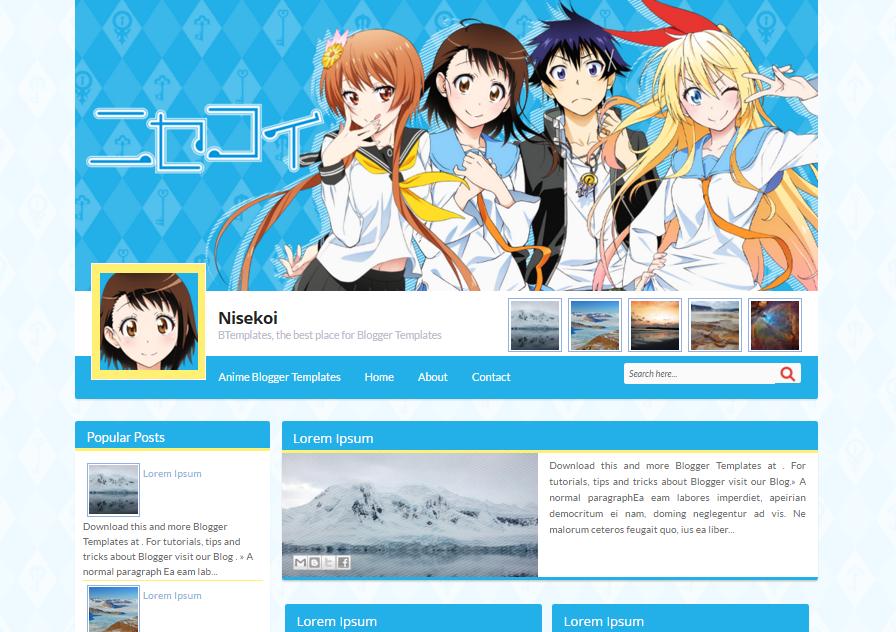 ニセコイ
Nisekoi
BTemplates, the best place for Blogger Templates
Anime Blogger Templates Home About Contact
Search here...
Popular Posts
Lorem Ipsum
Download this and more Blogger
Templates at . For tutorials, tips and
tricks about Blogger visit our Blog . » A
normal paragraph Ea eam lab...
Lorem Ipsum
Lorem Ipsum
Download this and more Blogger Templates at . For
tutorials, tips and tricks about Blogger visit our Blog.» A
normal paragraphEa eam labores imperdiet, apeirian
democritum ei nam, doming neglegentur ad vis. Ne
malorum ceteros feugait quo, ius ea liber...
Lorem Ipsum
Lorem Ipsum